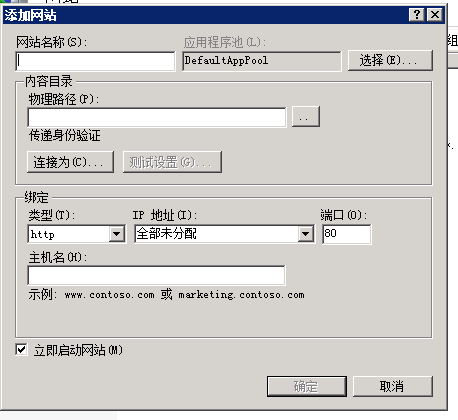 添加网站
网站名称(S):
应用程序池(L):
DefaultAppPool
选择(E)...
组
内容目录
物理路径(P):
..
传递身份验证
连接为(C)...
测试设置(G)...
绑定
类型(T):
IP 地址(I):
端口(O):
http
全部未分配
80
主机名(H):
示例: www.contoso.com 或 marketing.contoso.com
立即启动网站(M)
确定
取消